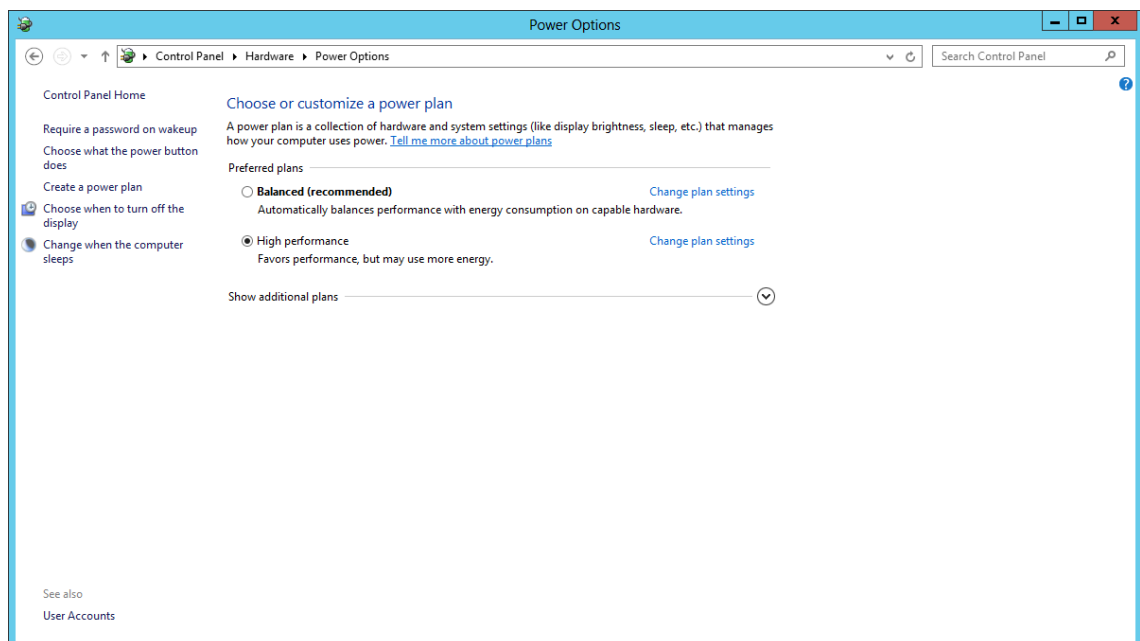 Power Options
Control Panel Hardware Power Options
Search Control Panel
Control Panel Home
Require a password on wakeup
Choose what the power button
does
Create a power plan
Choose when to turn off the
display
Change when the computer
sleeps
See also
User Accounts
Choose or customize a power plan
A power plan is a collection of hardware and system settings (like display brightness, sleep, etc.) that manages
how your computer uses power. Tell me more about power plans
Preferred plans
Balanced (recommended) Change plan settings
Automatically balances performance with energy consumption on capable hardware.
High performance Change plan settings
Favors performance, but may use more energy.
Show additional plans